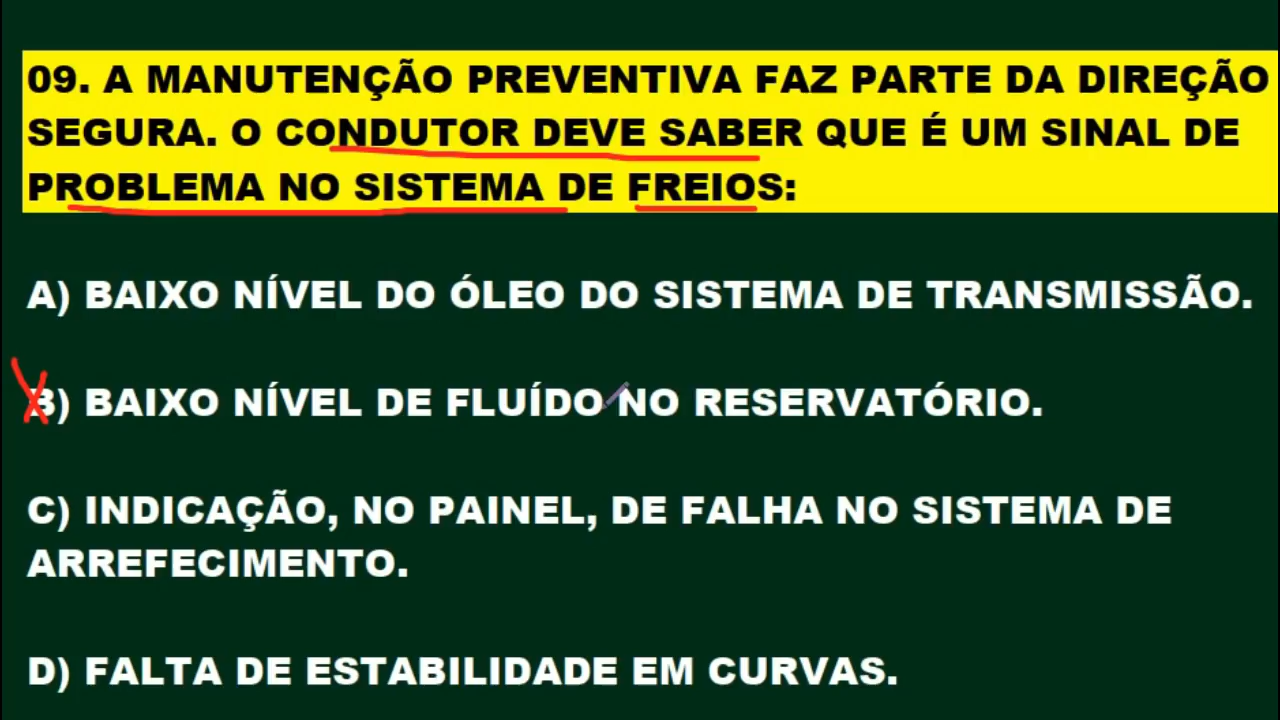 09. A MANUTENÇÃO PREVENTIVA FAZ PARTE DA DIREÇÃO
SEGURA. O CONDUTOR DEVE SABER QUE É UM SINAL DE
PROBLEMA NO SISTEMA DE FREIOS:
A) BAIXO NÍVEL DO ÓLEO DO SISTEMA DE TRANSMISSÃO.
B) BAIXO NÍVEL DE FLUÍDO NO RESERVATÓRIO.
C) INDICAÇÃO, NO PAINEL, DE FALHA NO SISTEMA DE
ARREFECIMENTO.
D) FALTA DE ESTABILIDADE EM CURVAS.